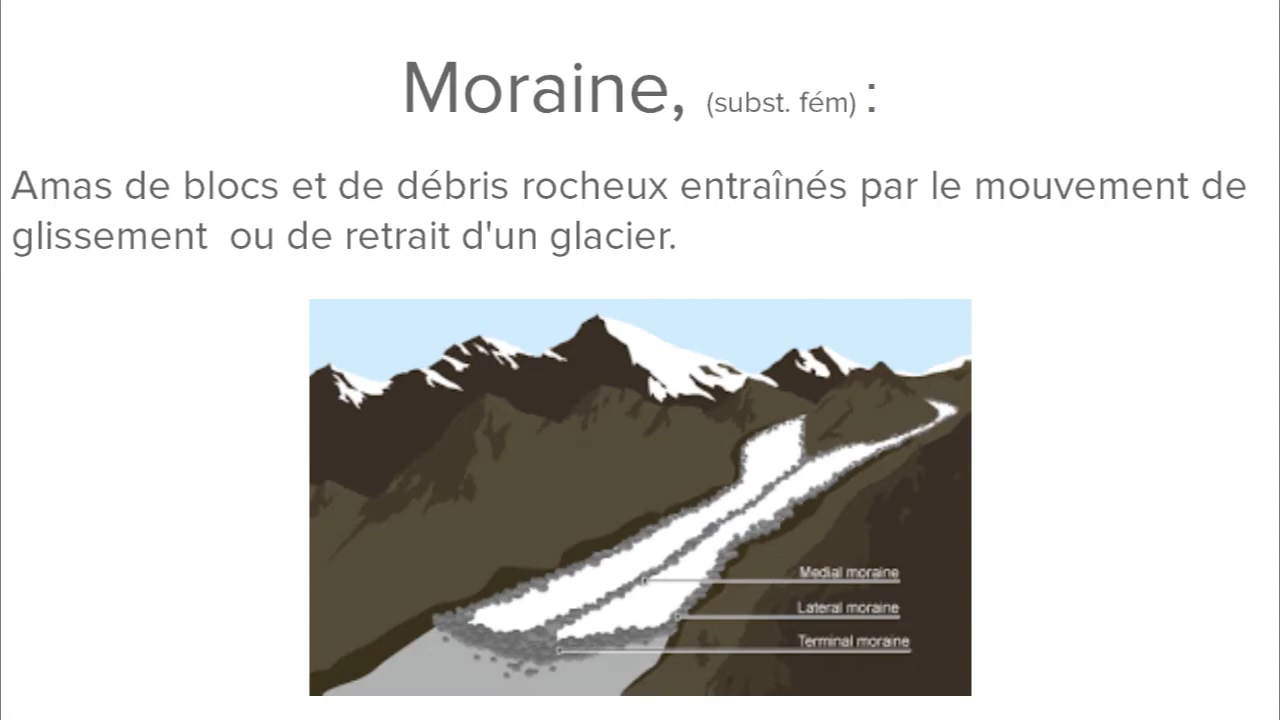 Moraine, (subst. fém) :
Amas de blocs et de débris rocheux entraînés par le mouvement de
glissement  ou de retrait d'un glacier.
Medial moraine
Lateral moraine
Terminal moraine